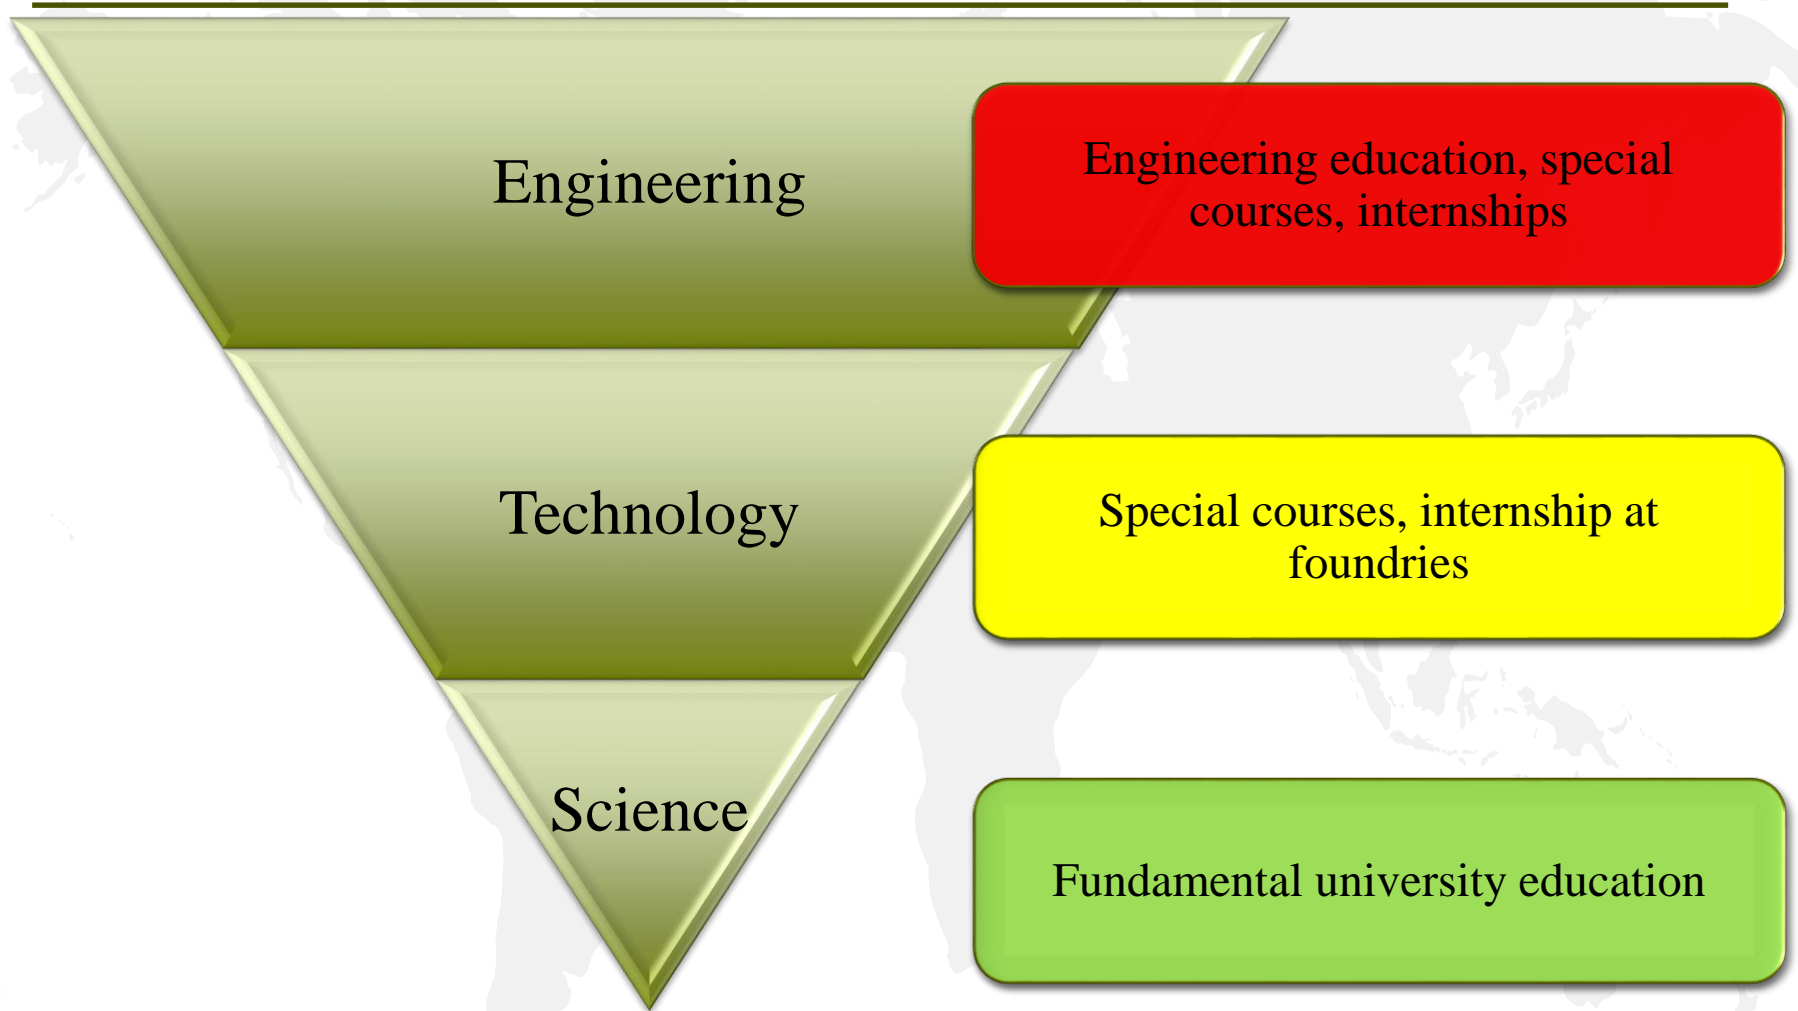 Engineering
Engineering education, special
courses, internships
Technology
Special courses, internship at
foundries
Science
Fundamental university education